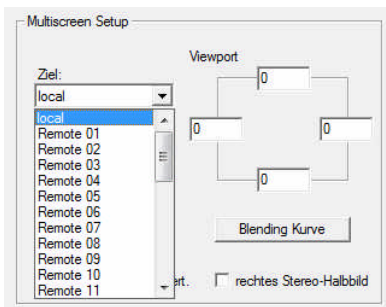 Multiscreen Setup
Viewport
Ziel:
0
local
local
0
0
Remote 01
Remote 02
Remote 03
Remote 04
0
Remote 05
Remote 06
Remote 07
Blending Kurve
Remote 08
Remote 09
Remote 10
ert.
rechtes Stereo-Halbbild
Remote 11